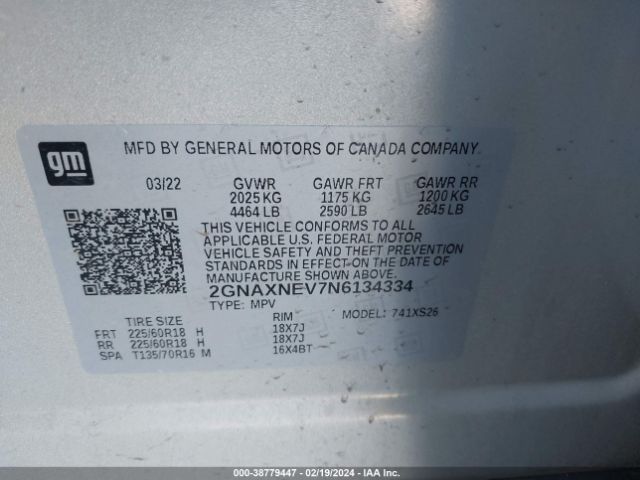 gm
MFD BY GENERAL MOTORS OF CANADA COMPANY
03/22 GVWR GAWR FRT GAWR RR
2025 KG 1175 KG 1200 KG
4464 LB 2590 LB 2645 LB
THIS VEHICLE CONFORMS TO ALL
APPLICABLE U.S. FEDERAL MOTOR
VEHICLE SAFETY AND THEFT PREVENTION
STANDARDS IN EFFECT ON THE DATE OF
MANUFACTURE SHOWN ABOVE.
2GNAXNEV7N6134334
TYPE: MPV MODEL: 741XS26
TIRE SIZE RIM
FRT 225/60R18 H 18X7J
RR 225/60R18 H 18X7J
SPA T135/70R16 M 16X4BT
000-38779447 - 02/19/2024 - IAA Inc.